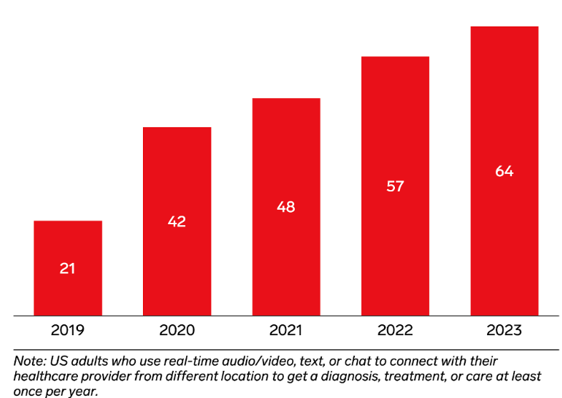 21
42
48
57
64
2019 2020 2021 2022 2023
Note: US adults who use real-time audio/video, text, or chat to connect with their
healthcare provider from different location to get a diagnosis, treatment, or care at least
once per year.